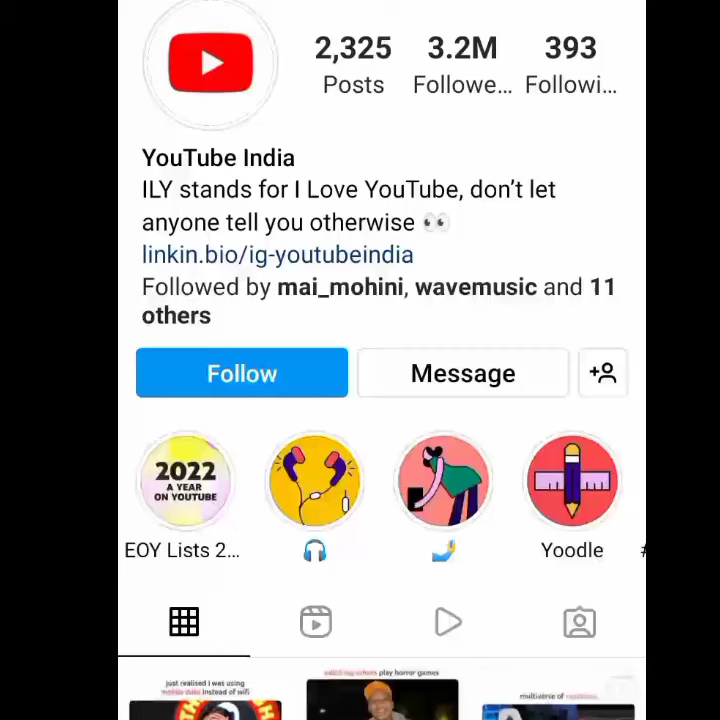 2,325 3.2M 393
Posts Followe... Followi...
YouTube India
ILY stands for I Love YouTube, don't let
anyone tell you otherwise 👀
linkin.bio/ig-youtubeindia
Followed by mai_mohini, wavemusic and 11
others
Follow Message
2022
A YEAR
ON YOUTUBE
EOY Lists 2... 🎧 🤳 Yoodle #
just realised I was using
mobile data instead of wifi
watching others play horror games
multiverse of